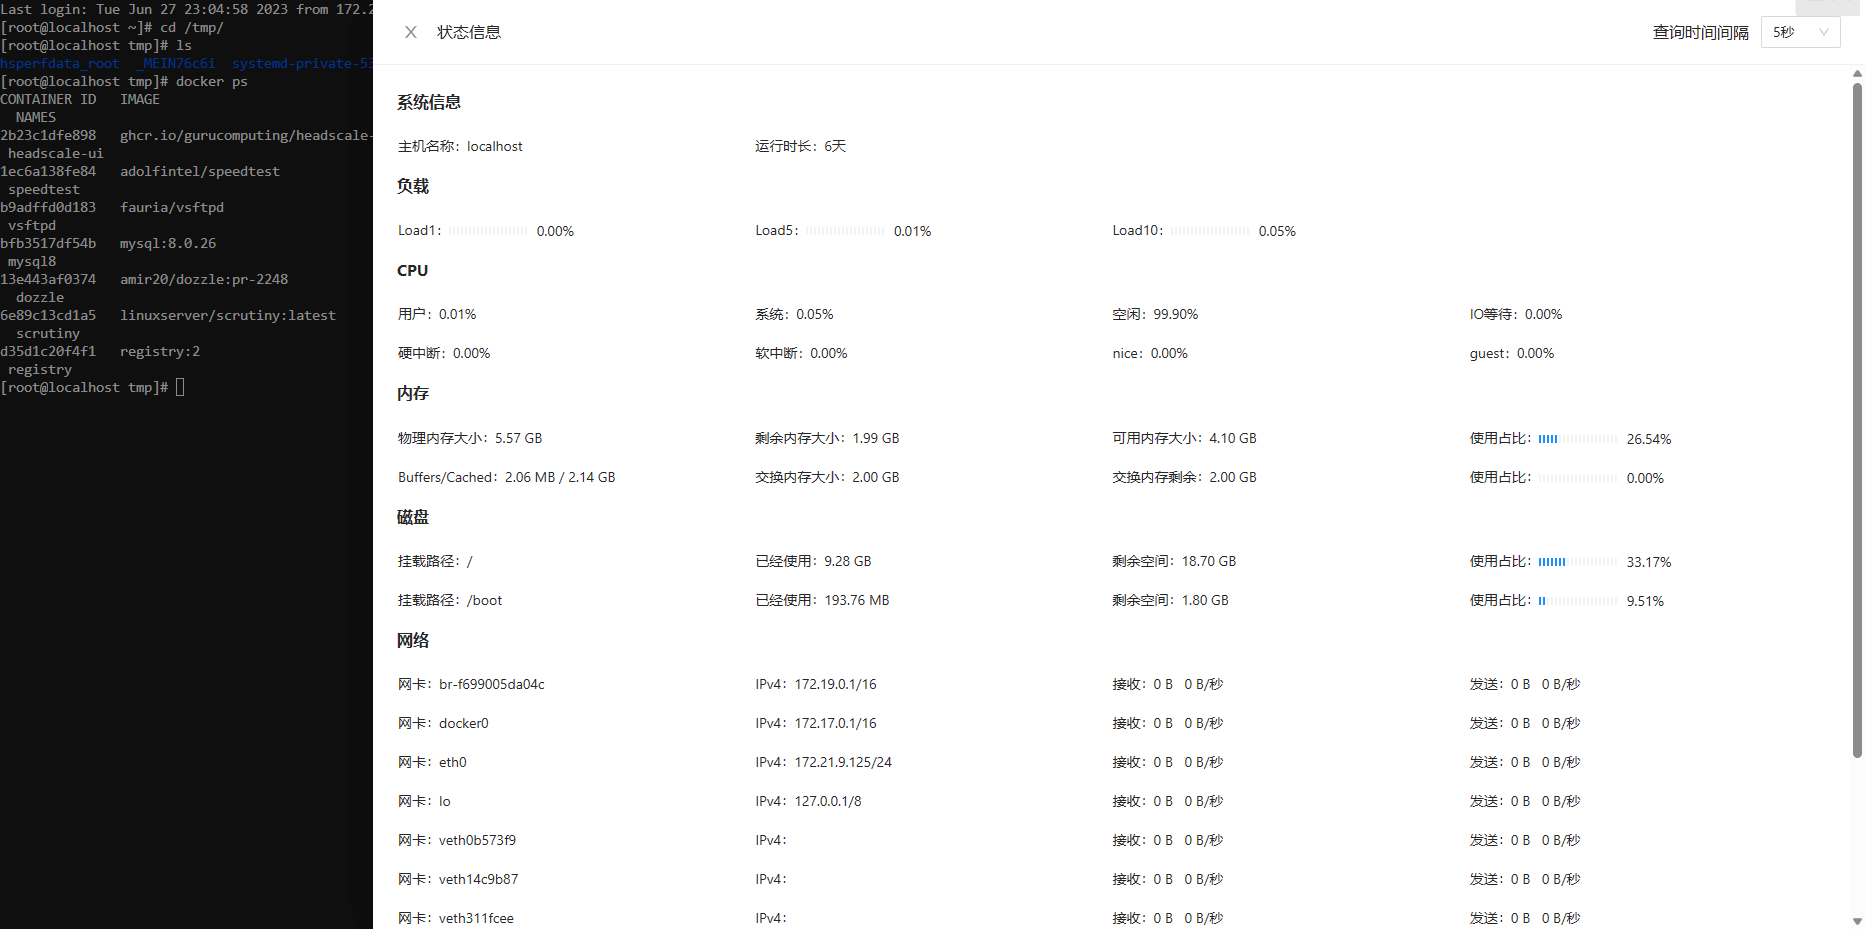 Last login: Tue Jun 27 23:04:58 2023 from 172.2
[root@localhost ~]# cd /tmp/
[root@localhost tmp]# ls
hsperfdata_root  _MEIN76c6i  systemd-private-53
[root@localhost tmp]# docker ps
CONTAINER ID   IMAGE
NAMES
2b23c1dfe898   ghcr.io/gurucomputing/headscale-
headscale-ui
1ec6a138fe84   adolfintel/speedtest
speedtest
b9adffd0d183   fauria/vsftpd
vsftpd
bfb3517df54b   mysql:8.0.26
mysql8
13e443af0374   amir20/dozzle:pr-2248
dozzle
6e89c13cd1a5   linuxserver/scrutiny:latest
scrutiny
d35d1c20f4f1   registry:2
registry
[root@localhost tmp]#
状态信息 查询时间间隔 5秒
系统信息
主机名称：localhost 运行时长：6天
负载
Load1: 0.00% Load5: 0.01% Load10: 0.05%
CPU
用户：0.01% 系统：0.05% 空闲：99.90% IO等待：0.00%
硬中断：0.00% 软中断：0.00% nice：0.00% guest：0.00%
内存
物理内存大小：5.57 GB 剩余内存大小：1.99 GB 可用内存大小：4.10 GB 使用占比：26.54%
Buffers/Cached：2.06 MB / 2.14 GB 交换内存大小：2.00 GB 交换内存剩余：2.00 GB 使用占比：0.00%
磁盘
挂载路径：/ 已经使用：9.28 GB 剩余空间：18.70 GB 使用占比：33.17%
挂载路径：/boot 已经使用：193.76 MB 剩余空间：1.80 GB 使用占比：9.51%
网络
网卡：br-f699005da04c IPv4：172.19.0.1/16 接收：0 B 0 B/秒 发送：0 B 0 B/秒
网卡：docker0 IPv4：172.17.0.1/16 接收：0 B 0 B/秒 发送：0 B 0 B/秒
网卡：eth0 IPv4：172.21.9.125/24 接收：0 B 0 B/秒 发送：0 B 0 B/秒
网卡：lo IPv4：127.0.0.1/8 接收：0 B 0 B/秒 发送：0 B 0 B/秒
网卡：veth0b573f9 IPv4： 接收：0 B 0 B/秒 发送：0 B 0 B/秒
网卡：veth14c9b87 IPv4： 接收：0 B 0 B/秒 发送：0 B 0 B/秒
网卡：veth311fcee IPv4： 接收：0 B 0 B/秒 发送：0 B 0 B/秒